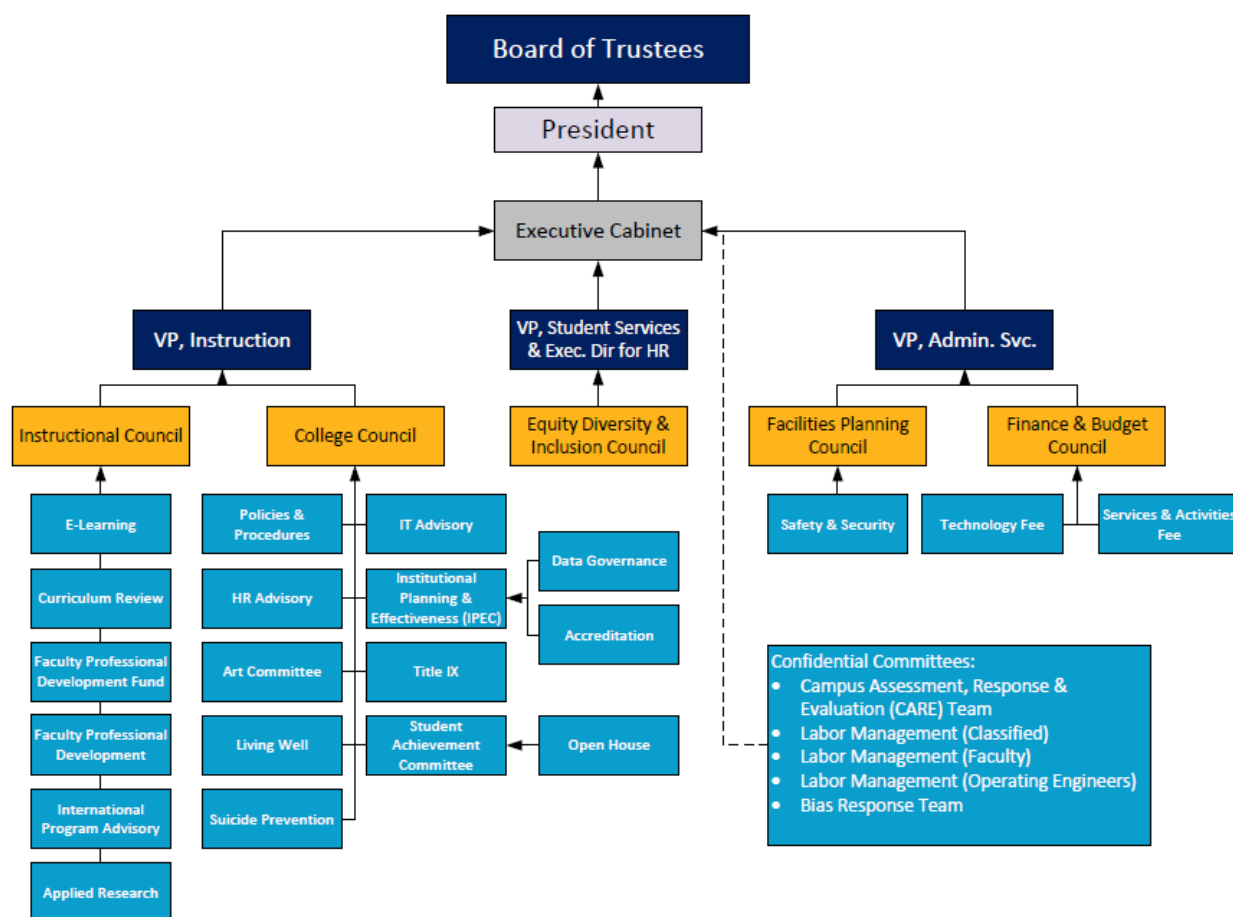 Board of Trustees
President
Executive Cabinet
VP, Instruction
VP, Student Services
& Exec. Dir for HR
VP, Admin. Svc.
Instructional Council
College Council
Equity Diversity &
Inclusion Council
Facilities Planning
Council
Finance & Budget
Council
E-Learning
Curriculum Review
Faculty Professional
Development Fund
Faculty Professional
Development
International
Program Advisory
Applied Research
Policies &
Procedures
HR Advisory
Art Committee
Living Well
Suicide Prevention
IT Advisory
Institutional
Planning &
Effectiveness (IPEC)
Title IX
Student
Achievement
Committee
Data Governance
Accreditation
Open House
Safety & Security
Technology Fee
Services & Activities
Fee
Confidential Committees:
• Campus Assessment, Response &
Evaluation (CARE) Team
• Labor Management (Classified)
• Labor Management (Faculty)
• Labor Management (Operating Engineers)
• Bias Response Team